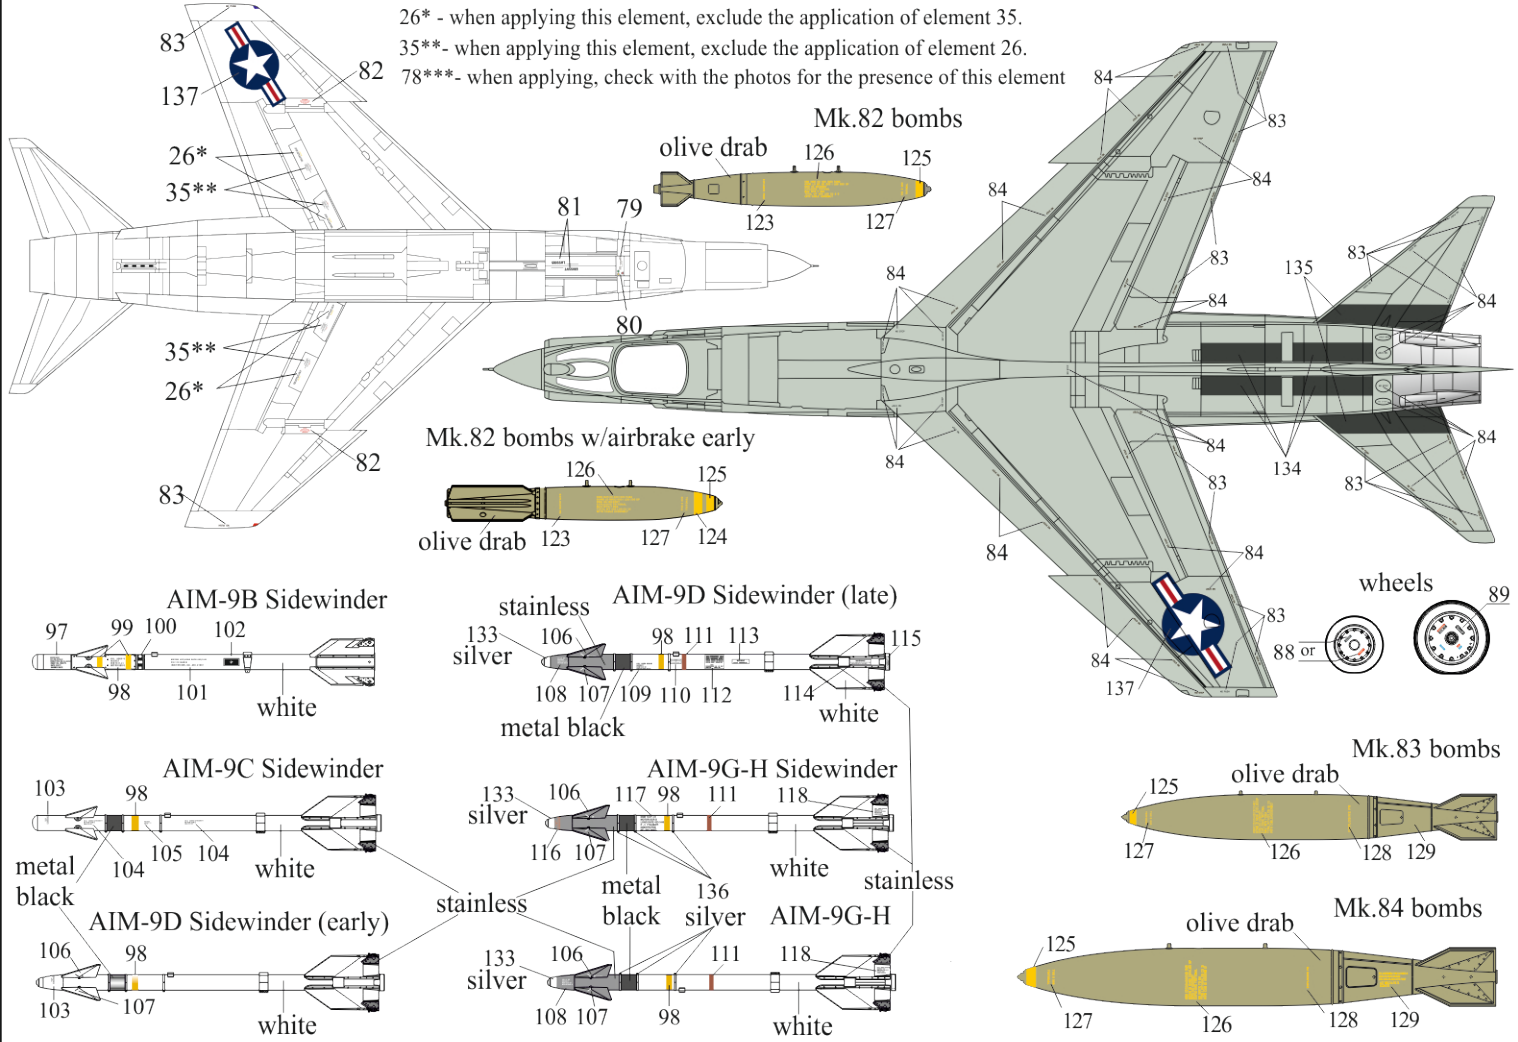 26* - when applying this element, exclude the application of element 35.
35**- when applying this element, exclude the application of element 26.
78***- when applying, check with the photos for the presence of this element
83
82
137
26*
35**
81
79
80
35**
26*
82
83
Mk.82 bombs
olive drab
126
125
123
127
84
83
84
84
83
84
84
135
83
84
134
84
84
83
83
84
84
84
83
84
137
Mk.82 bombs w/airbrake early
126
125
olive drab
123
127
124
wheels
89
88 or
AIM-9B Sidewinder
97
99
100
102
98
101
white
AIM-9D Sidewinder (late)
stainless
133
silver
106
98
111
113
115
108
107
109
110
112
114
metal black
white
AIM-9C Sidewinder
103
98
104
105
104
white
metal
black
AIM-9G-H Sidewinder
133
silver
106
117
98
111
118
116
107
136
white
metal
black
stainless
stainless
AIM-9D Sidewinder (early)
106
98
103
107
white
AIM-9G-H
silver
133
silver
106
111
118
108
107
98
white
Mk.83 bombs
olive drab
125
127
126
128
129
Mk.84 bombs
olive drab
125
127
126
128
129